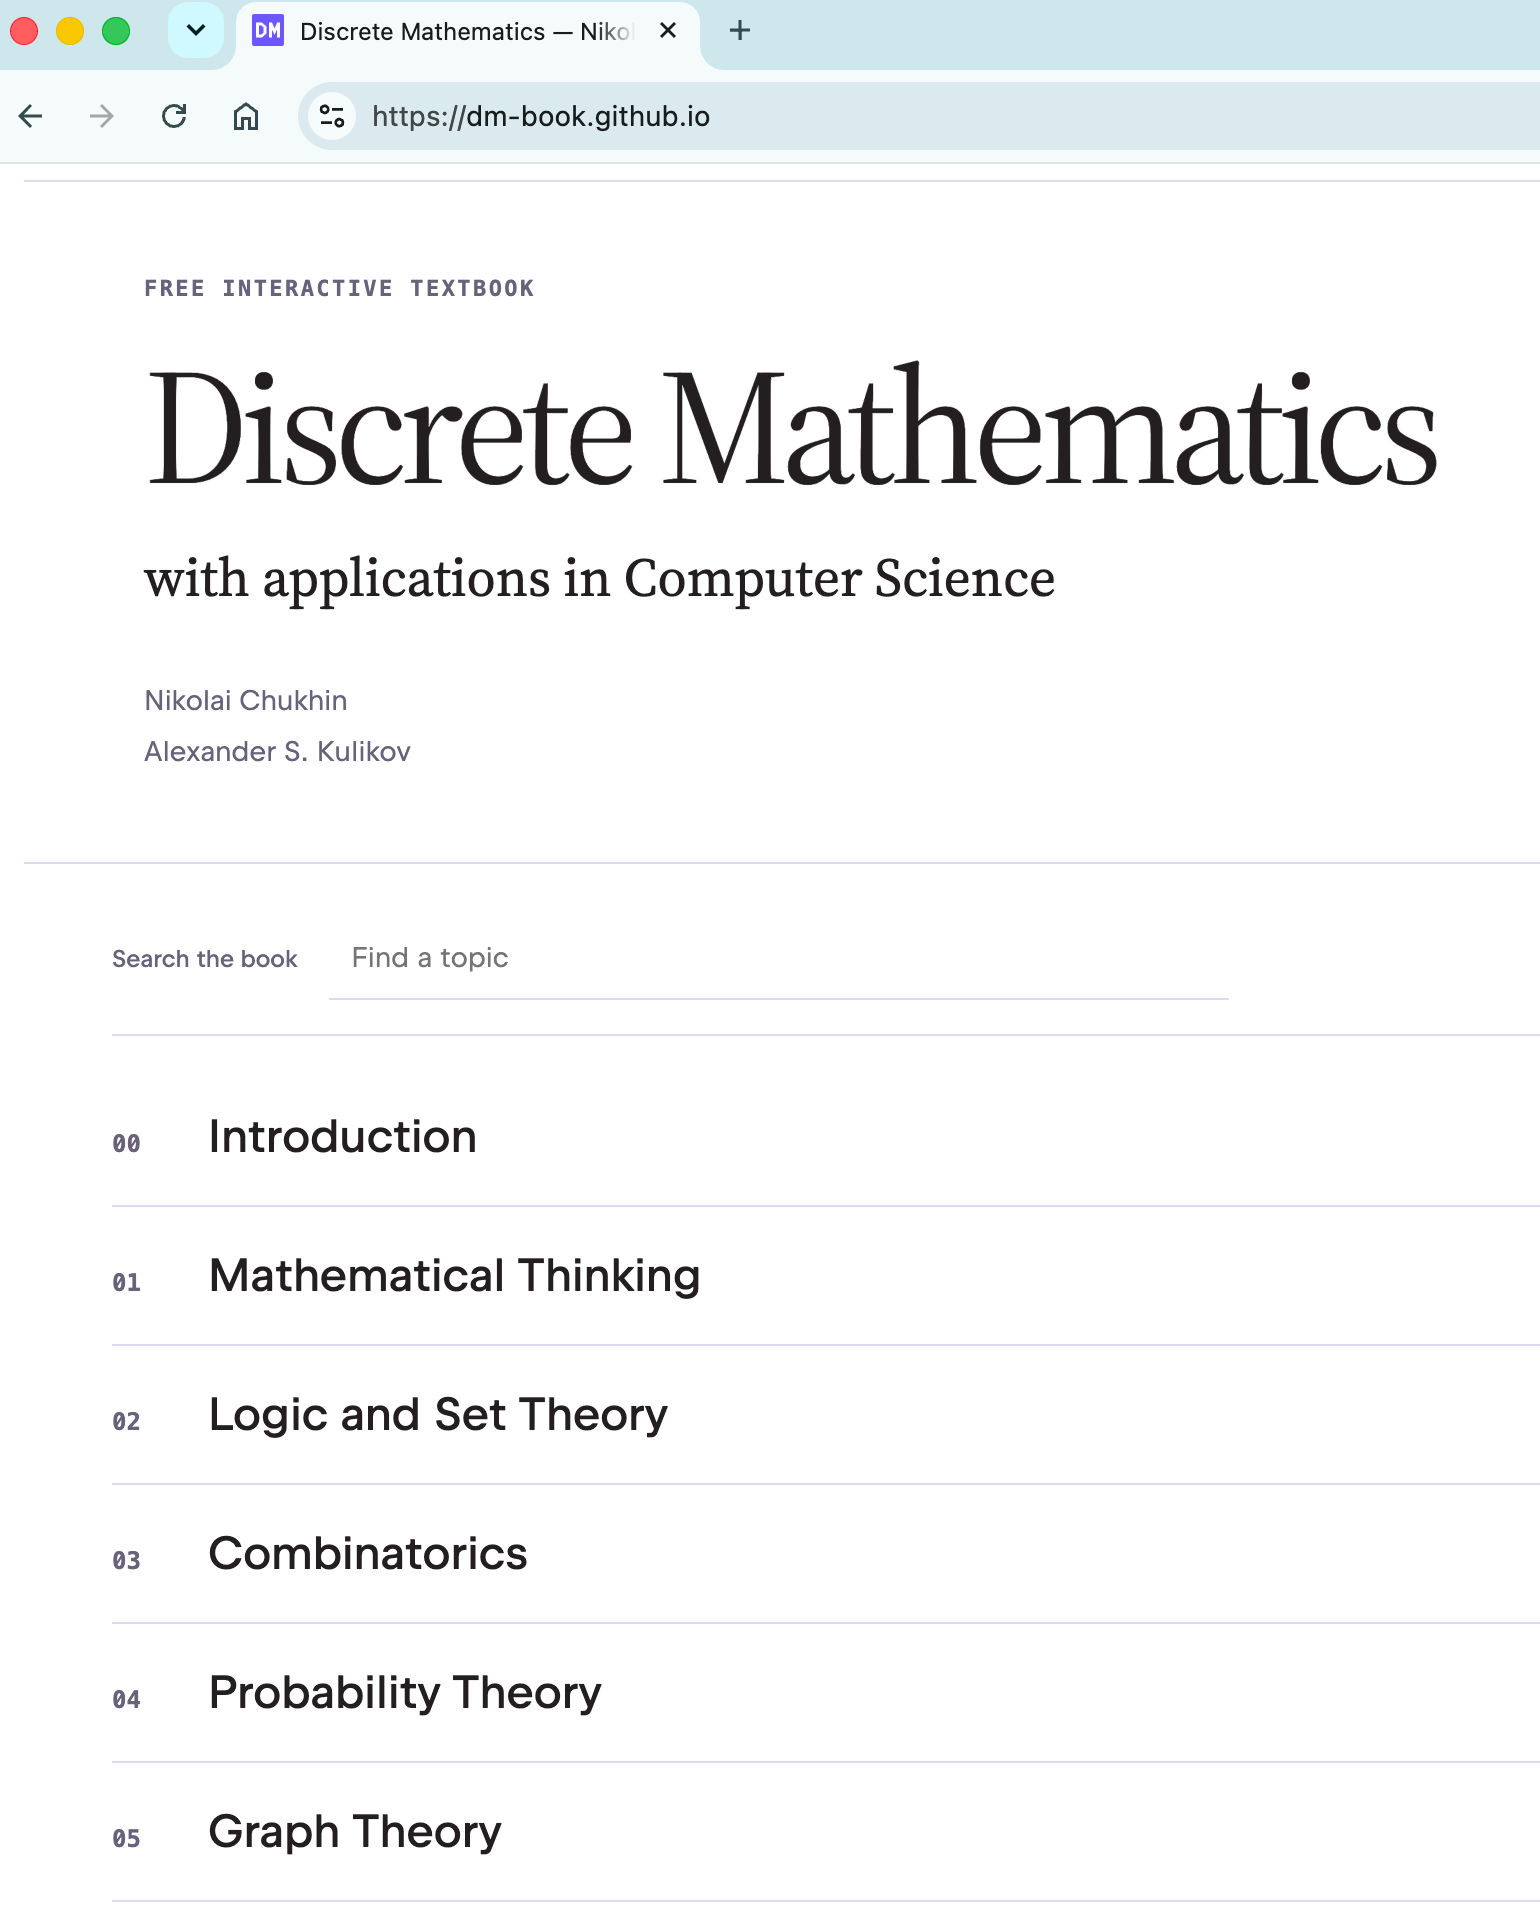 DM Discrete Mathematics — Nikol
https://dm-book.github.io
FREE INTERACTIVE TEXTBOOK
Discrete Mathematics
with applications in Computer Science
Nikolai Chukhin
Alexander S. Kulikov
Search the book Find a topic
00 Introduction
01 Mathematical Thinking
02 Logic and Set Theory
03 Combinatorics
04 Probability Theory
05 Graph Theory